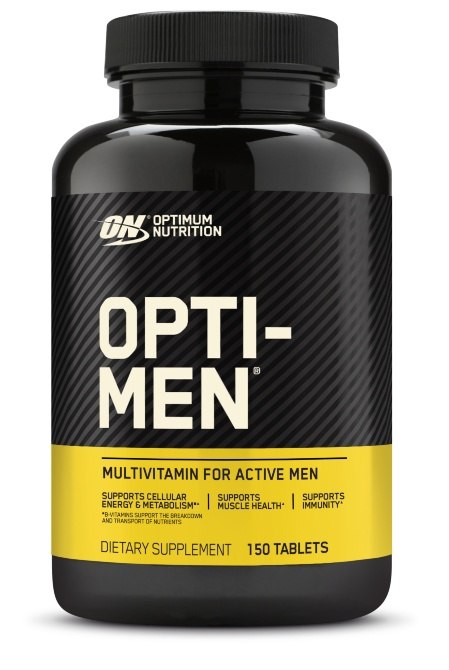 ON® OPTIMUM
NUTRITION
OPTI-
MEN®
MULTIVITAMIN FOR ACTIVE MEN
SUPPORTS CELLULAR
ENERGY & METABOLISM**
*B-VITAMINS SUPPORT THE BREAKDOWN
AND TRANSPORT OF NUTRIENTS
SUPPORTS
MUSCLE HEALTH*
SUPPORTS
IMMUNITY*
DIETARY SUPPLEMENT 150 TABLETS